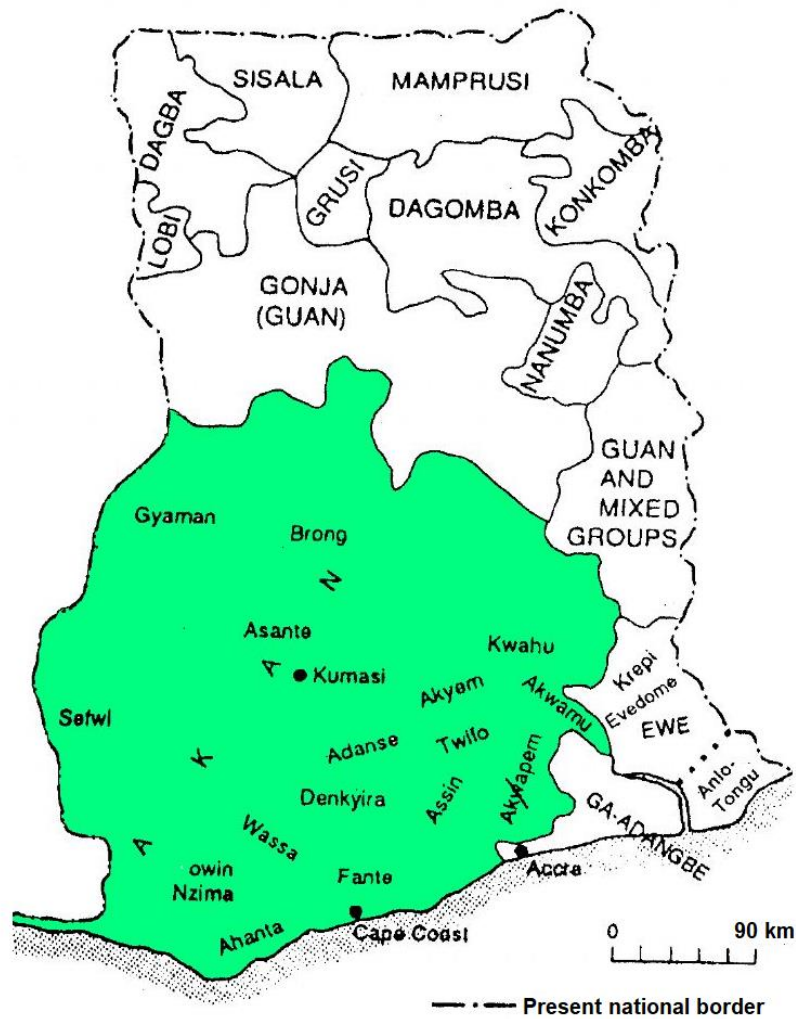 SISALA
MAMPRUSI
DAGBA
KONKOMBA
GRUSI
DAGOMBA
LOBI
GONJA
(GUAN)
NANUMBA
GUAN
AND
MIXED
GROUPS
Gyaman
Brong
N
Asante
Kwahu
A
Kumasi
Krepi
Akyem
Akwamu
Evedome
Sefwi
EWE
Adanse
Twifo
K
Anlo-
Tongu
Denkyira
Assin
Akwapem
GA-ADANGBE
Wassa
A
owin
Nzima
Fante
Accra
Ahanta
Cape Coast
0 90 km
Present national border